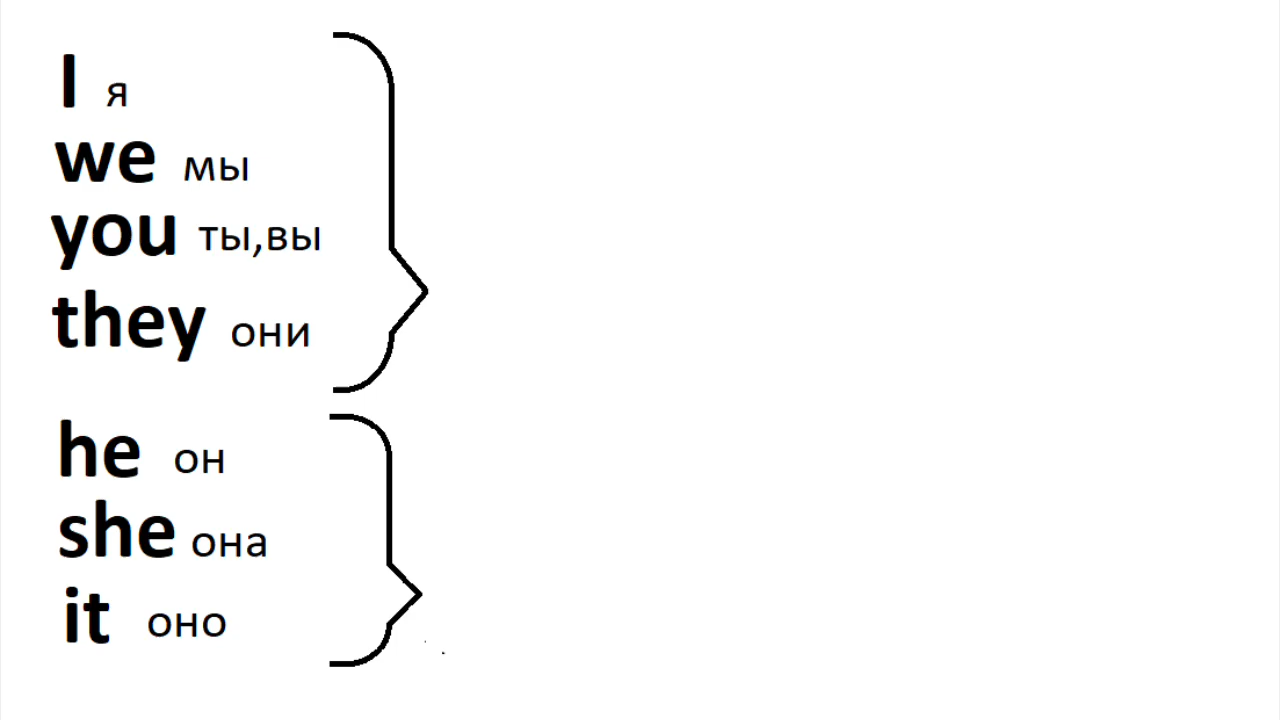 I я
we мы
you ты,вы
they они
he он
she она
it оно